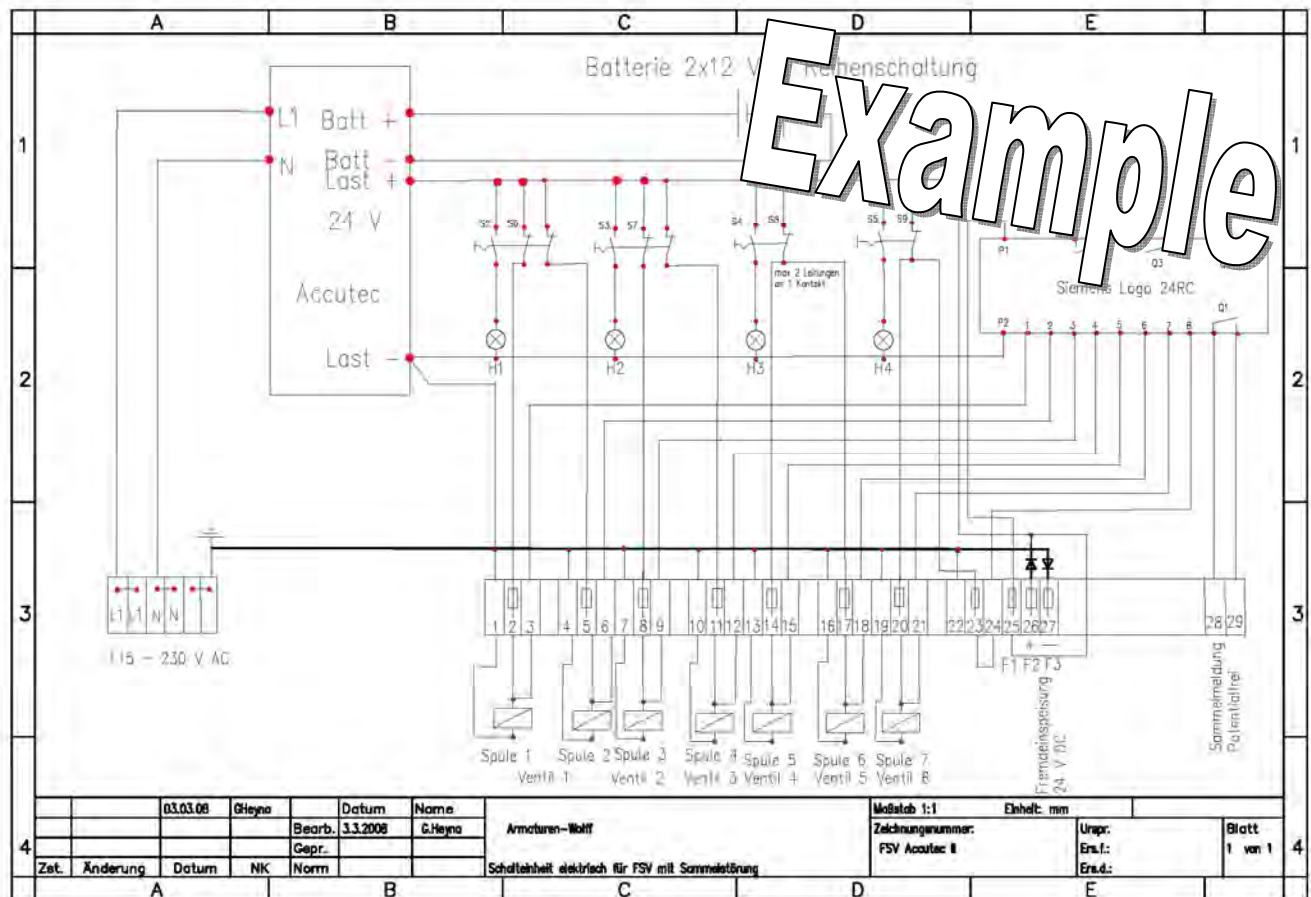 A B C D E
Batterie 2x12 V Reihenschaltung
Example
1 1
L1 Batt +
N Batt -
Last +
24 V
Accutec
Last -
S6 S3 S7 S4 S8 S5 S9
max 2 Leitungen
an 1 Kontakt
P1 Q3
Siemens Logo 24RC
P2 1 2 3 4 5 6 7 8 Q1
H1 H2 H3 H4
2 2
3 3
L1 L1 N N
115 - 230 V AC
1 2 3 4 5 6 7 8 9 10 11 12 13 14 15 16 17 18 19 20 21 22 23 24 25 26 27 28 29
+ -
F1 F2 F3
Fremdeinspeisung
24 V DC
Sammelmeldung
Potentialfrei
Spule 1 Spule 2 Spule 3 Spule 4 Spule 5 Spule 6 Spule 7
Ventil 1 Ventil 2 Ventil 3 Ventil 4 Ventil 5 Ventil 6
03.03.08 GHeyna Datum Name
Bearb. 3.3.2008 G.Heyna
Gepr.
Zst. Änderung Datum NK Norm
Armaturen-Wolff
Schalteinheit elektrisch für FSV mit Sammelstörung
Maßstab 1:1 Einheit: mm
Zeichnungsnummer:
FSV Accutec II
Urspr.
Ers.f.:
Ers.d.:
Blatt
1 von 1
4 4
A B C D E